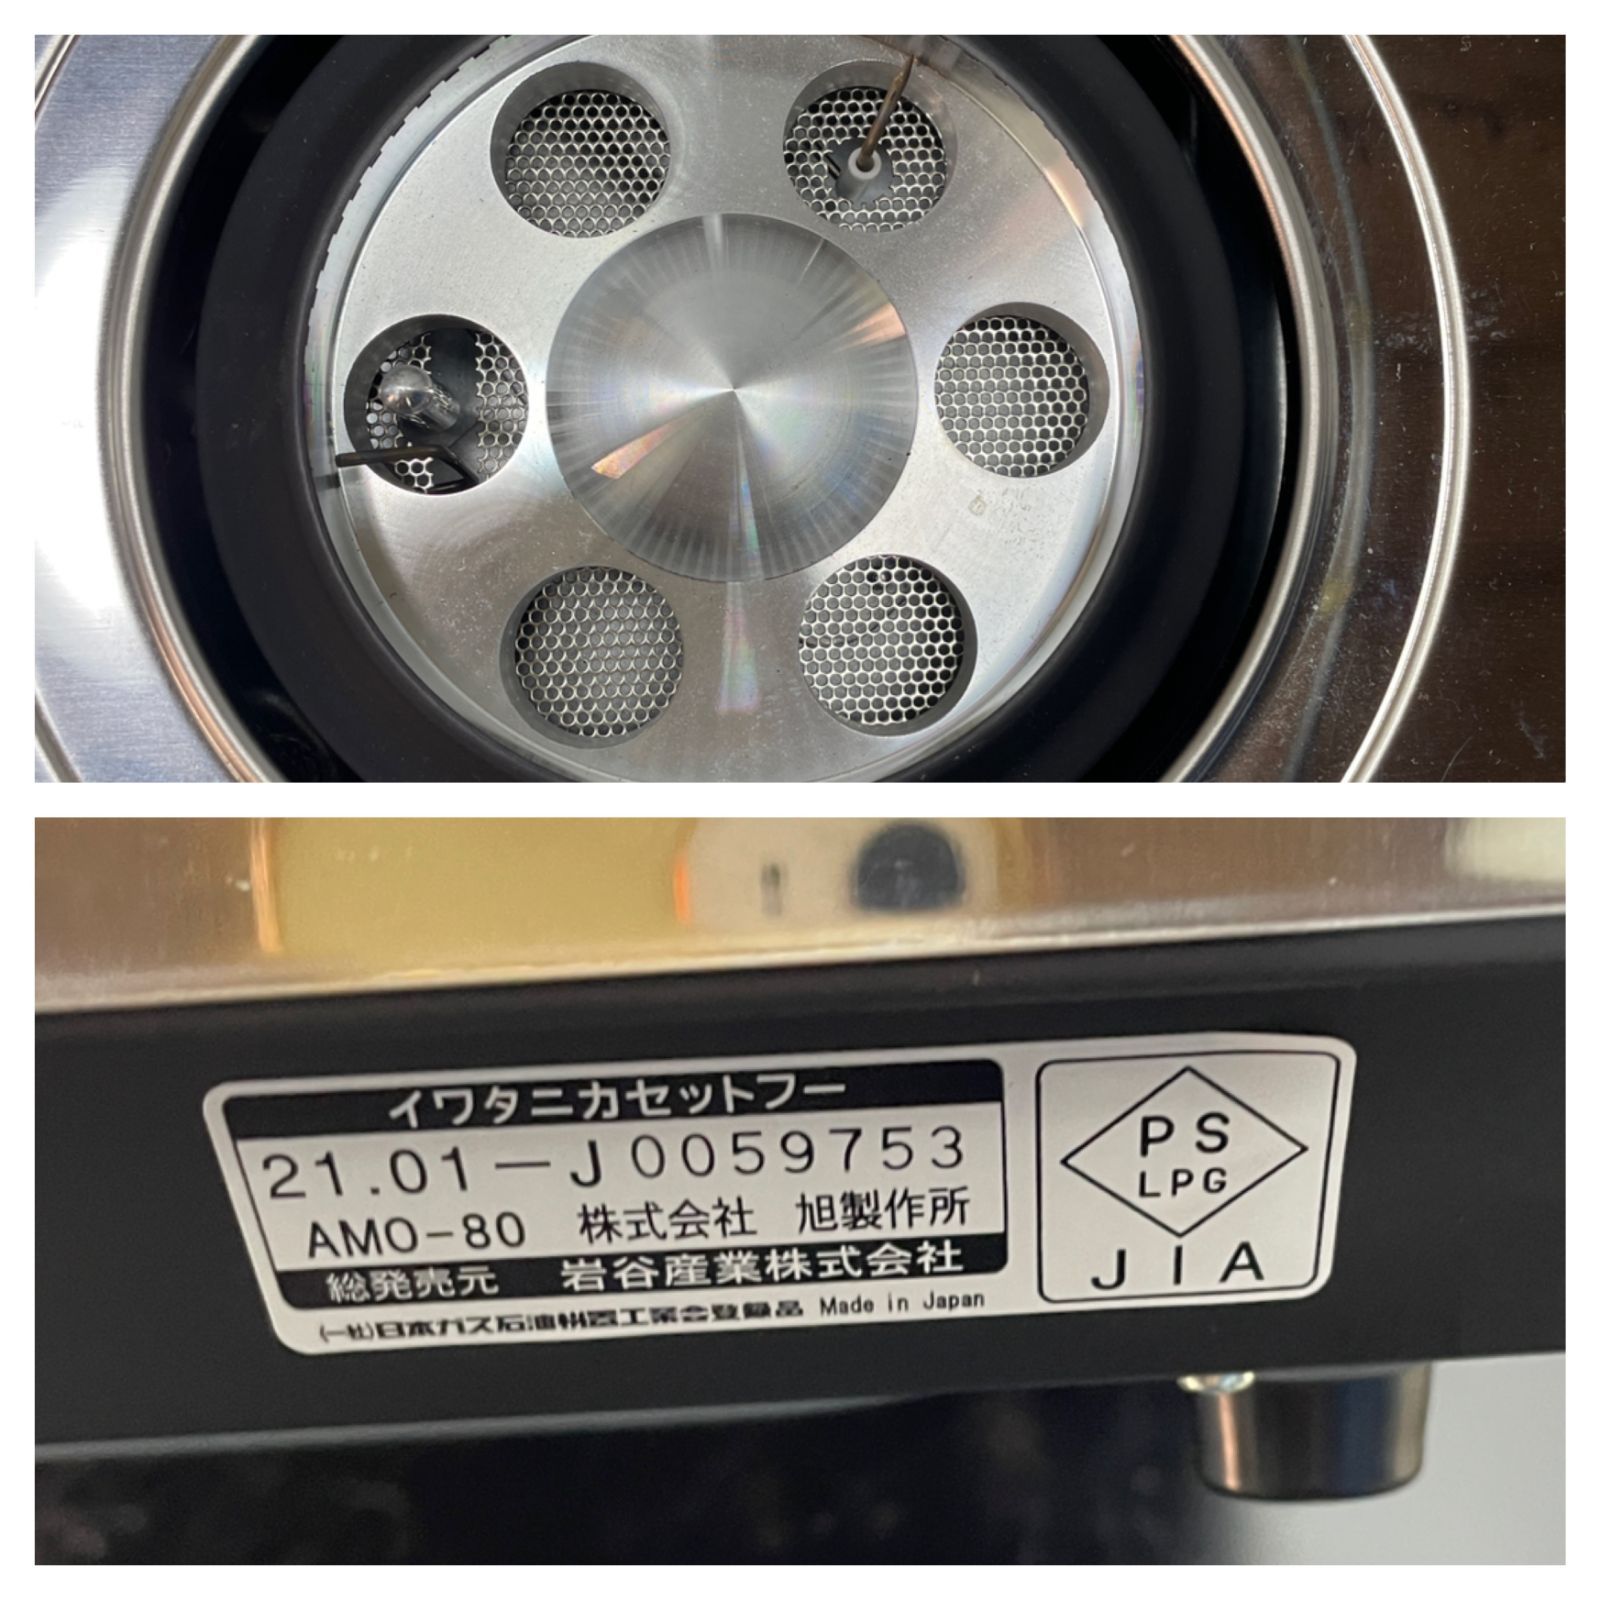 イワタニカセットフー
21.01-J0059753
AMO-80 株式会社 旭製作所
総発売元 岩谷産業株式会社
(一社)日本ガス石油機器工業会登録品 Made in Japan
PS
LPG
JIA